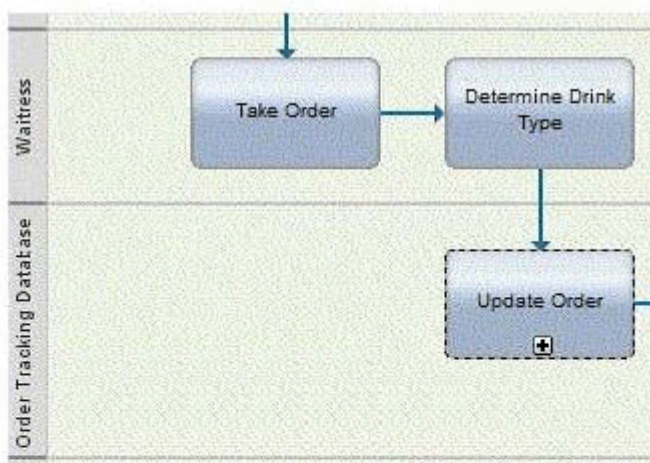 Waitress
Take Order
Determine Drink
Type
Order Tracking Database
Update Order